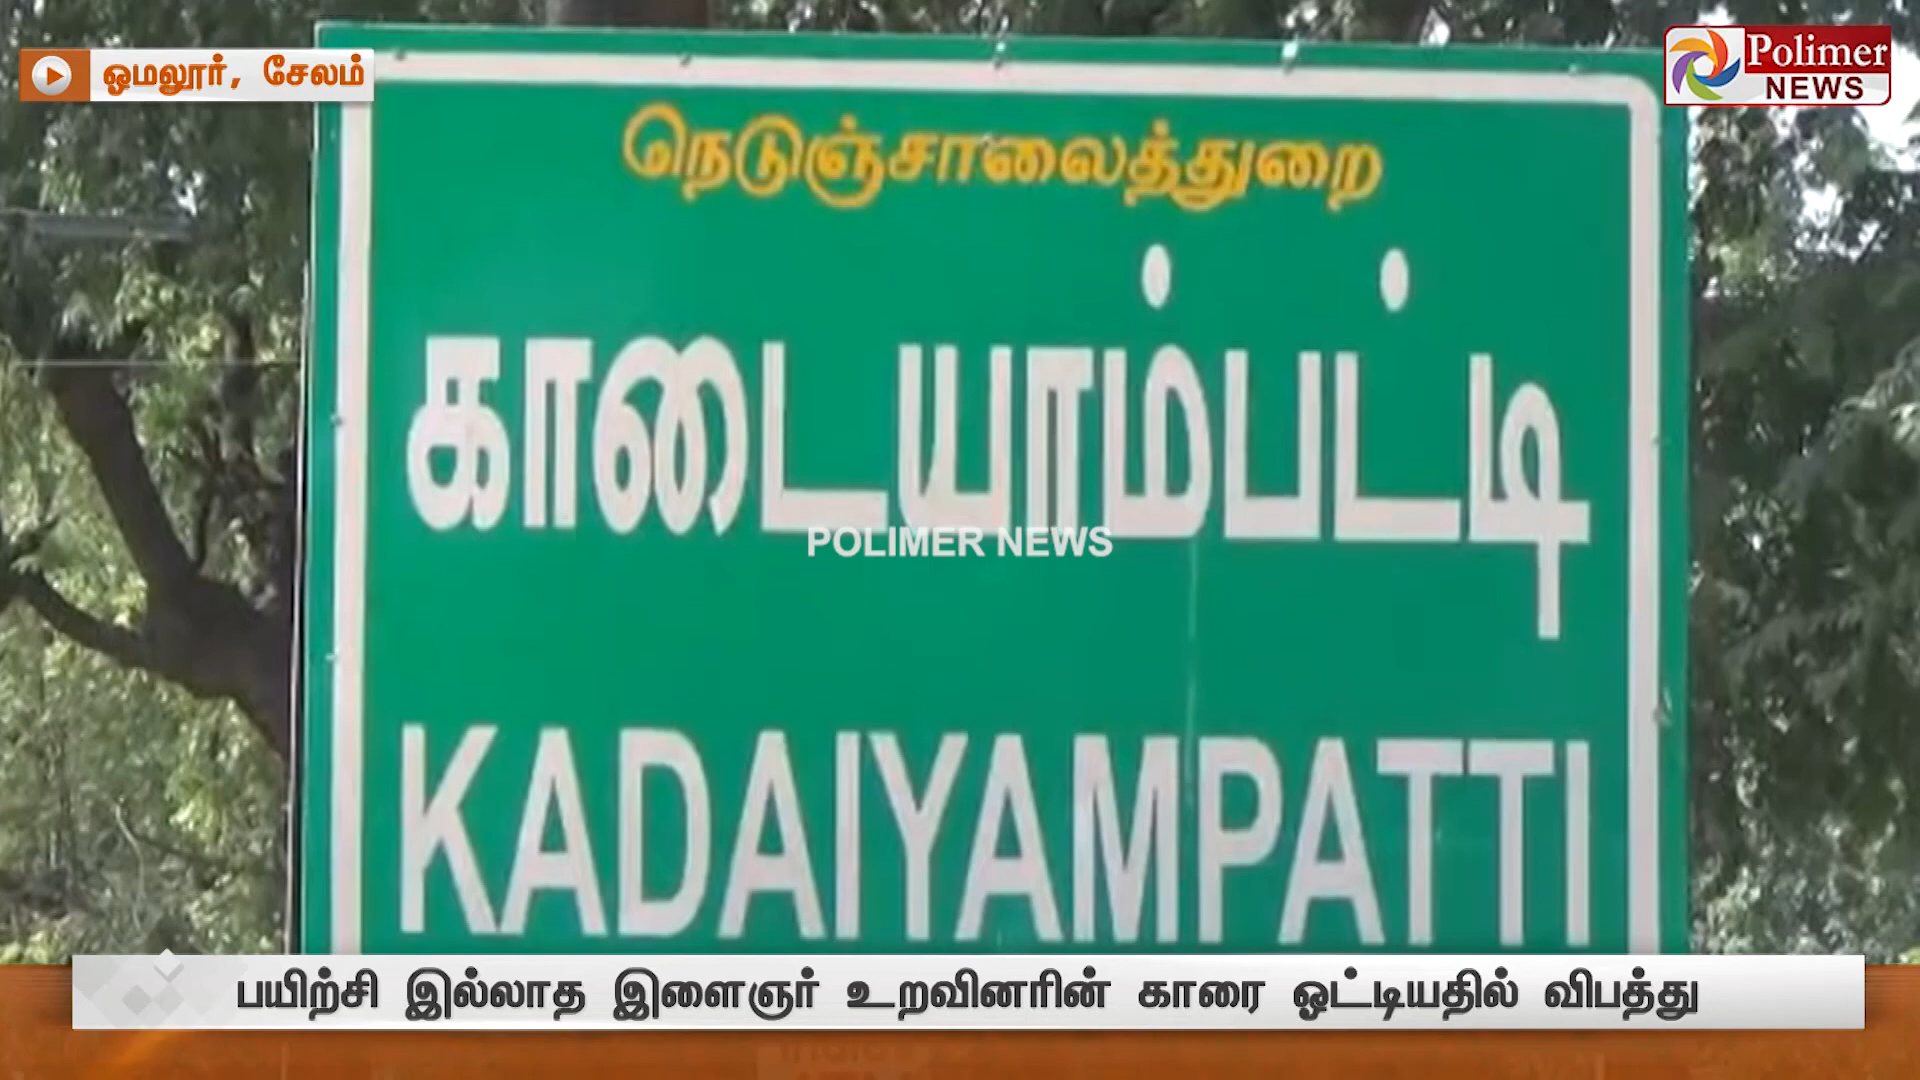 ஓமலூர், சேலம்
Polimer
NEWS
நெடுஞ்சாலைத்துறை
காடையாம்பட்டி
POLIMER NEWS
KADAIYAMPATTI
பயிற்சி இல்லாத இளைஞர் உறவினரின் காரை ஓட்டியதில் விபத்து